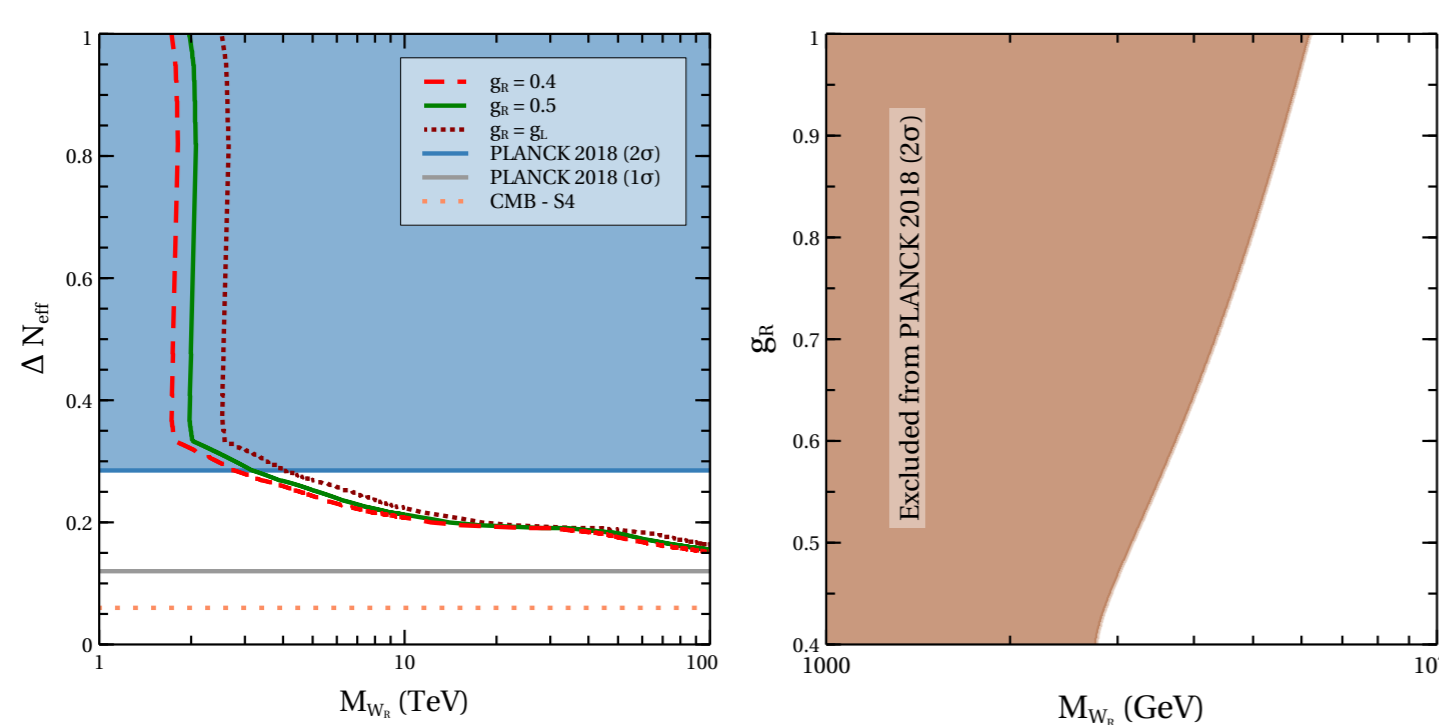 1
0.8
0.6
0.4
0.2
0
Δ N_eff
1
10
100
M_W_R (TeV)
g_R = 0.4
g_R = 0.5
g_R = g_L
PLANCK 2018 (2σ)
PLANCK 2018 (1σ)
CMB - S4
1
0.9
0.8
0.7
0.6
0.5
0.4
g_R
Excluded from PLANCK 2018 (2σ)
1000
10
M_W_R (GeV)